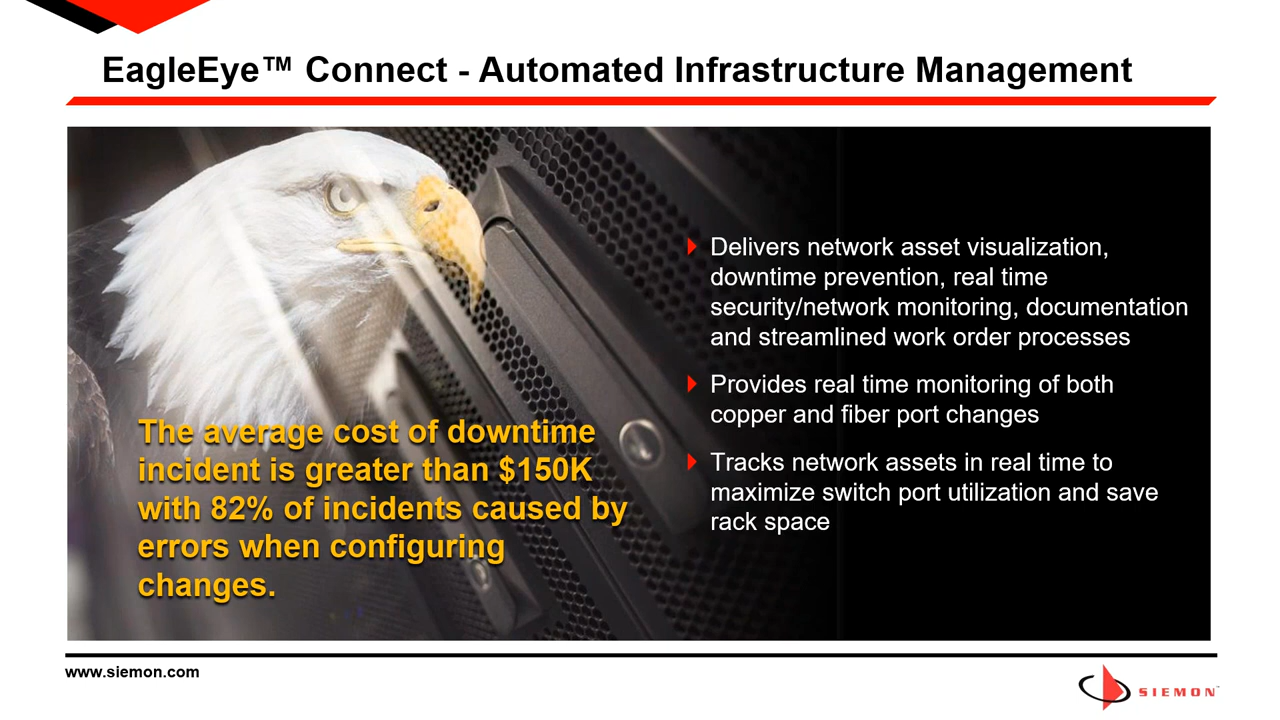 EagleEye™ Connect - Automated Infrastructure Management
The average cost of downtime
incident is greater than $150K
with 82% of incidents caused by
errors when configuring
changes.
Delivers network asset visualization,
downtime prevention, real time
security/network monitoring, documentation
and streamlined work order processes
Provides real time monitoring of both
copper and fiber port changes
Tracks network assets in real time to
maximize switch port utilization and save
rack space
www.siemon.com
SIEMON™